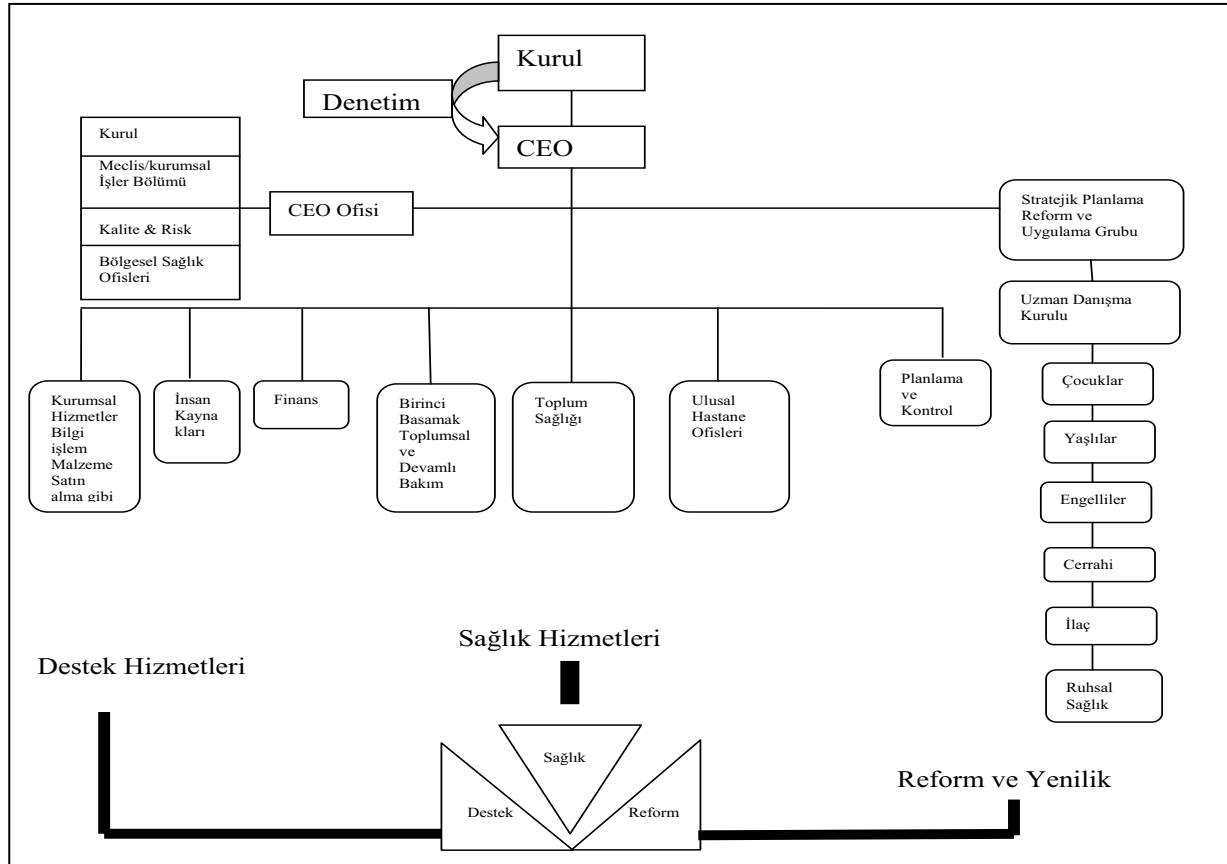 Kurul
Denetim
CEO
Kurul
Meclis/kurumsal
İşler Bölümü
Kalite & Risk
Bölgesel Sağlık
Ofisleri
CEO Ofisi
Stratejik Planlama
Reform ve
Uygulama Grubu
Uzman Danışma
Kurulu
Kurumsal
Hizmetler
Bilgi
işlem
Malzeme
Satın
alma gibi
İnsan
Kayna
kları
Finans
Birinci
Basamak
Toplumsal
ve
Devamlı
Bakım
Toplum
Sağlığı
Ulusal
Hastane
Ofisleri
Planlama
ve
Kontrol
Çocuklar
Yaşlılar
Engelliler
Cerrahi
İlaç
Ruhsal
Sağlık
Sağlık Hizmetleri
Destek Hizmetleri
Reform ve Yenilik
Sağlık
Destek
Reform